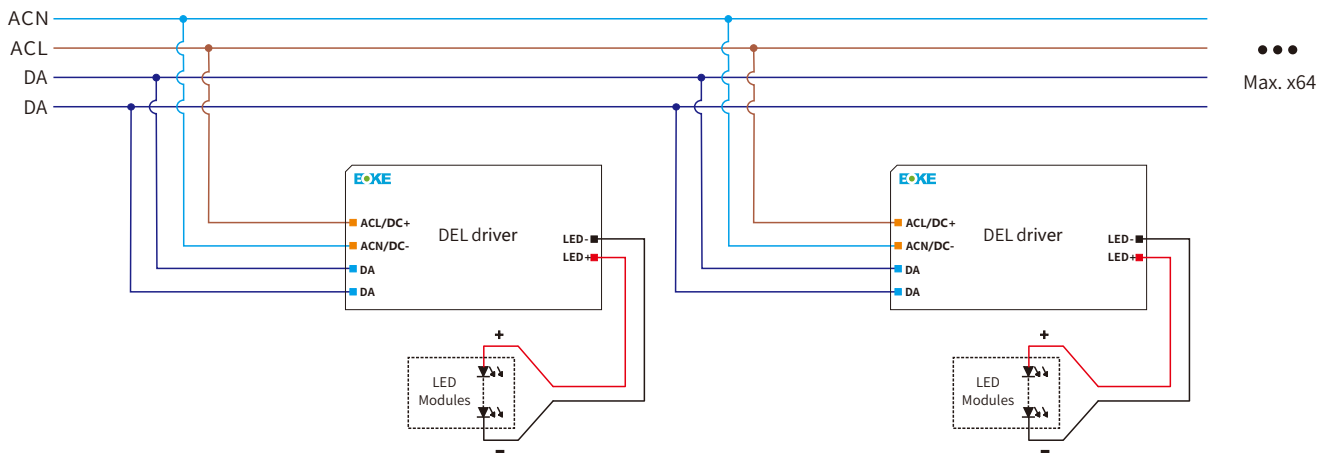 ACN
ACL
DA
DA
●●●
Max. x64
EOKE
ACL/DC+
ACN/DC-
DA
DA
DEL driver
LED-
LED+
+
LED
Modules
-
EOKE
ACL/DC+
ACN/DC-
DA
DA
DEL driver
LED-
LED+
+
LED
Modules
-